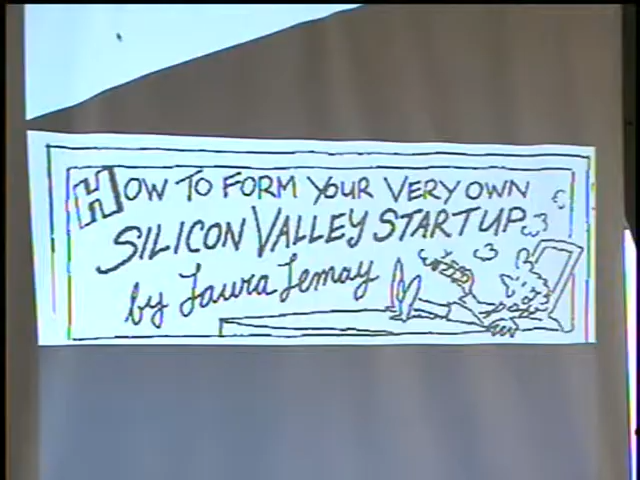 HOW TO FORM YOUR VERY OWN
SILICON VALLEY STARTUP
by Laura Lemay